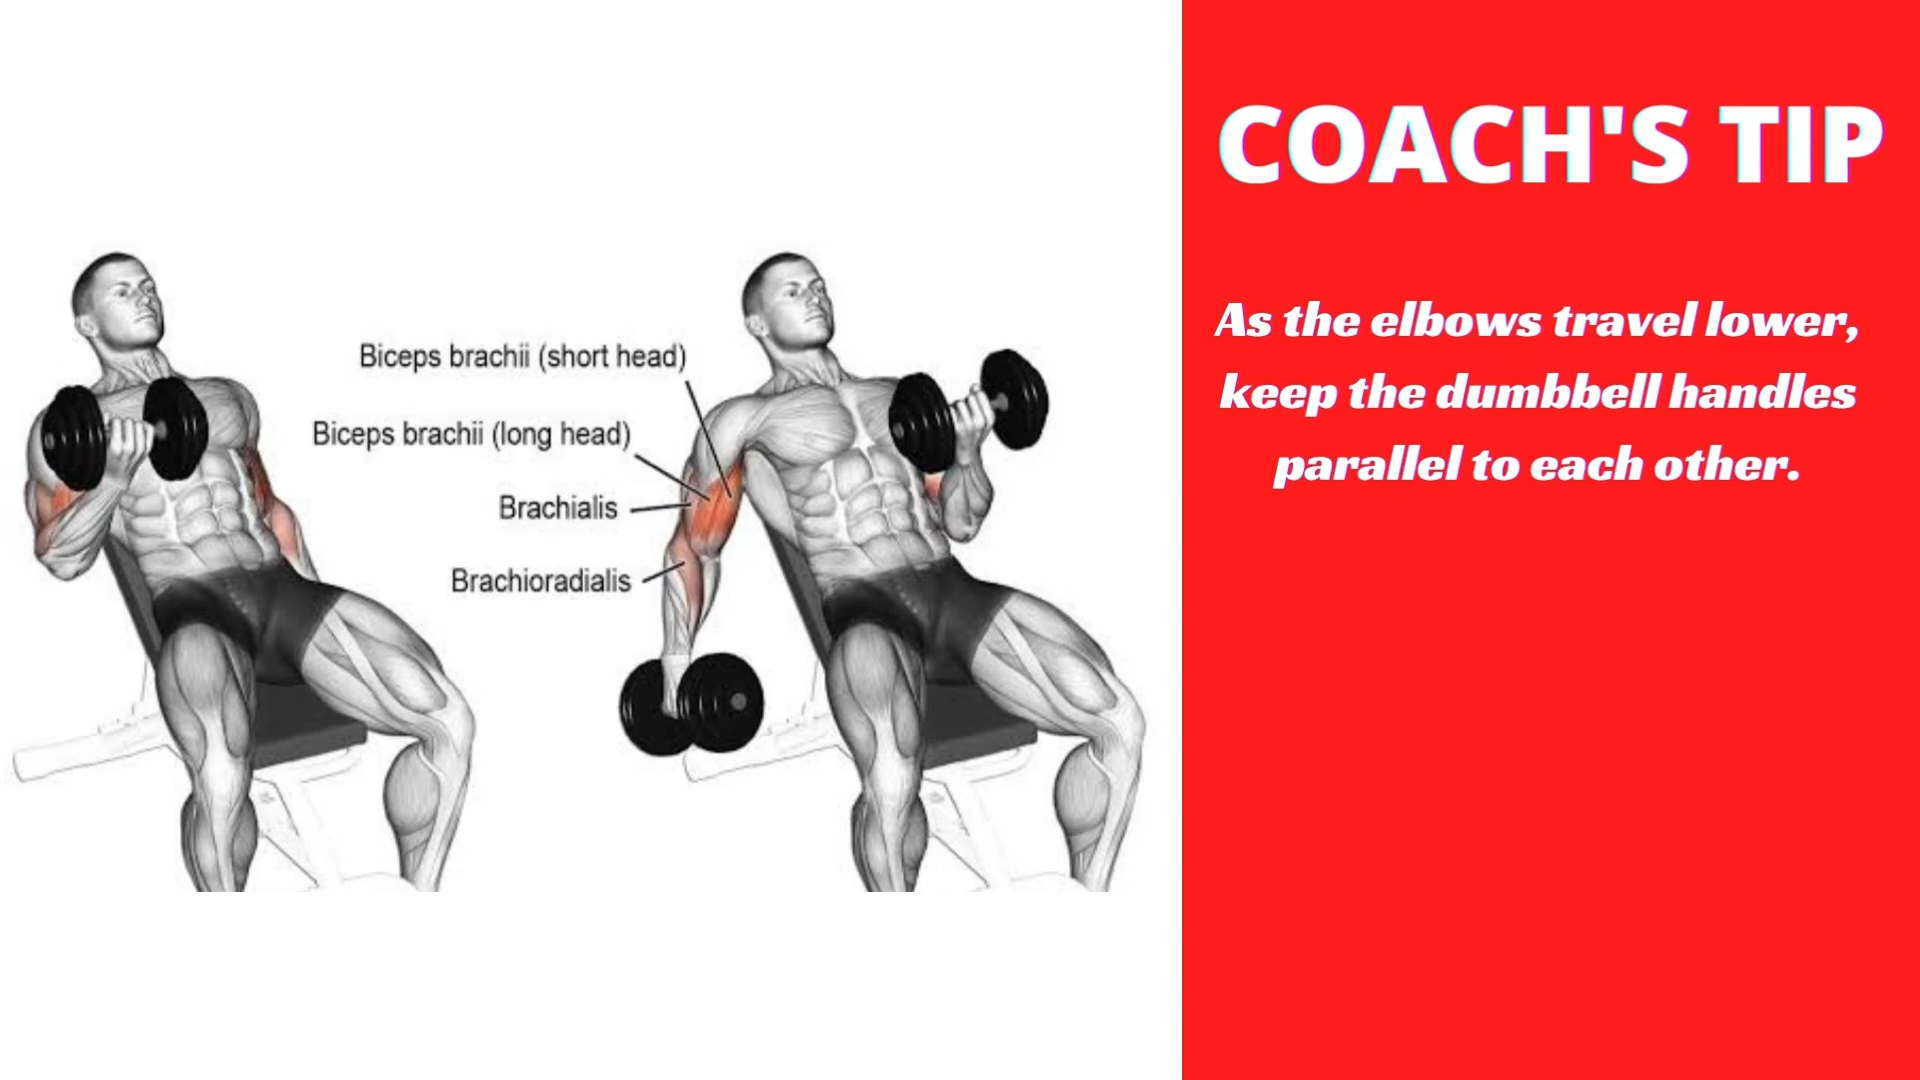 Biceps brachii (short head)
Biceps brachii (long head)
Brachialis
Brachioradialis
COACH'S TIP
As the elbows travel lower,
keep the dumbbell handles
parallel to each other.